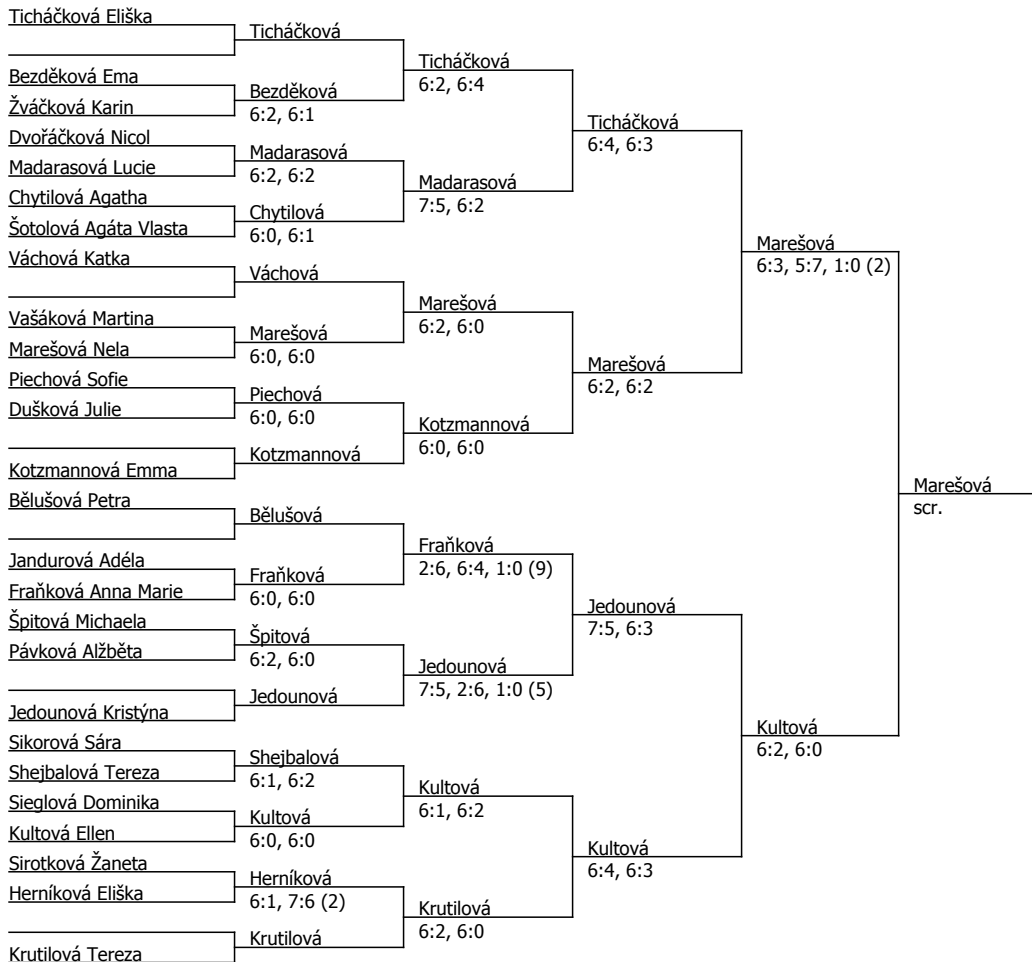 Ticháčková Eliška
Ticháčková
Ticháčková
6:2, 6:4
Bezděková Ema
Bezděková
6:2, 6:1
Žváčková Karin
Ticháčková
6:4, 6:3
Dvořáčková Nicol
Madarasová
6:2, 6:2
Madarasová Lucie
Madarasová
7:5, 6:2
Chytilová Agatha
Chytilová
6:0, 6:1
Šotolová Agáta Vlasta
Marešová
6:3, 5:7, 1:0 (2)
Váchová Katka
Váchová
Marešová
6:2, 6:0
Vašáková Martina
Marešová
6:0, 6:0
Marešová Nela
Marešová
6:2, 6:2
Piechová Sofie
Piechová
6:0, 6:0
Dušková Julie
Kotzmannová
6:0, 6:0
Kotzmannová
Kotzmannová Emma
Marešová
scr.
Bělušová Petra
Bělušová
Fraňková
2:6, 6:4, 1:0 (9)
Jandurová Adéla
Fraňková
6:0, 6:0
Fraňková Anna Marie
Jedounová
7:5, 6:3
Špitová Michaela
Špitová
6:2, 6:0
Pávková Alžběta
Jedounová
7:5, 2:6, 1:0 (5)
Jedounová
Jedounová Kristýna
Kultová
6:2, 6:0
Sikorová Sára
Shejbalová
6:1, 6:2
Shejbalová Tereza
Kultová
6:1, 6:2
Sieglová Dominika
Kultová
6:0, 6:0
Kultová Ellen
Kultová
6:4, 6:3
Sirotková Žaneta
Herníková
6:1, 7:6 (2)
Herníková Eliška
Krutilová
6:2, 6:0
Krutilová
Krutilová Tereza